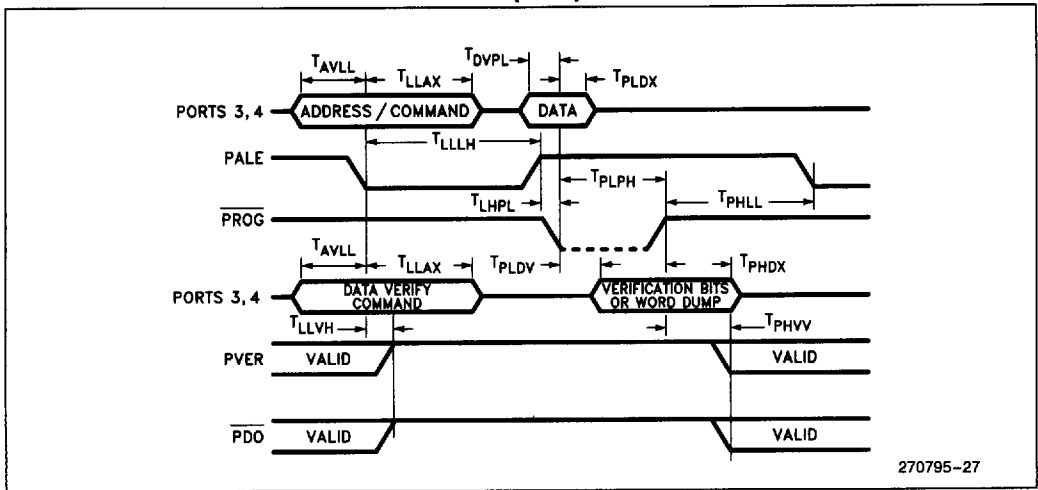 TDVPL
TAVLL TLLAX TPLDX
PORTS 3, 4 ADDRESS / COMMAND DATA
TLLLH
PALE
TPLPH
TLHPL TPHLL
PROG
TAVLL TLLAX TPLDV TPHDX
PORTS 3, 4 DATA VERIFY COMMAND VERIFICATION BITS OR WORD DUMP
TLLVH TPHVV
PVER VALID VALID
PDO VALID VALID
270795-27